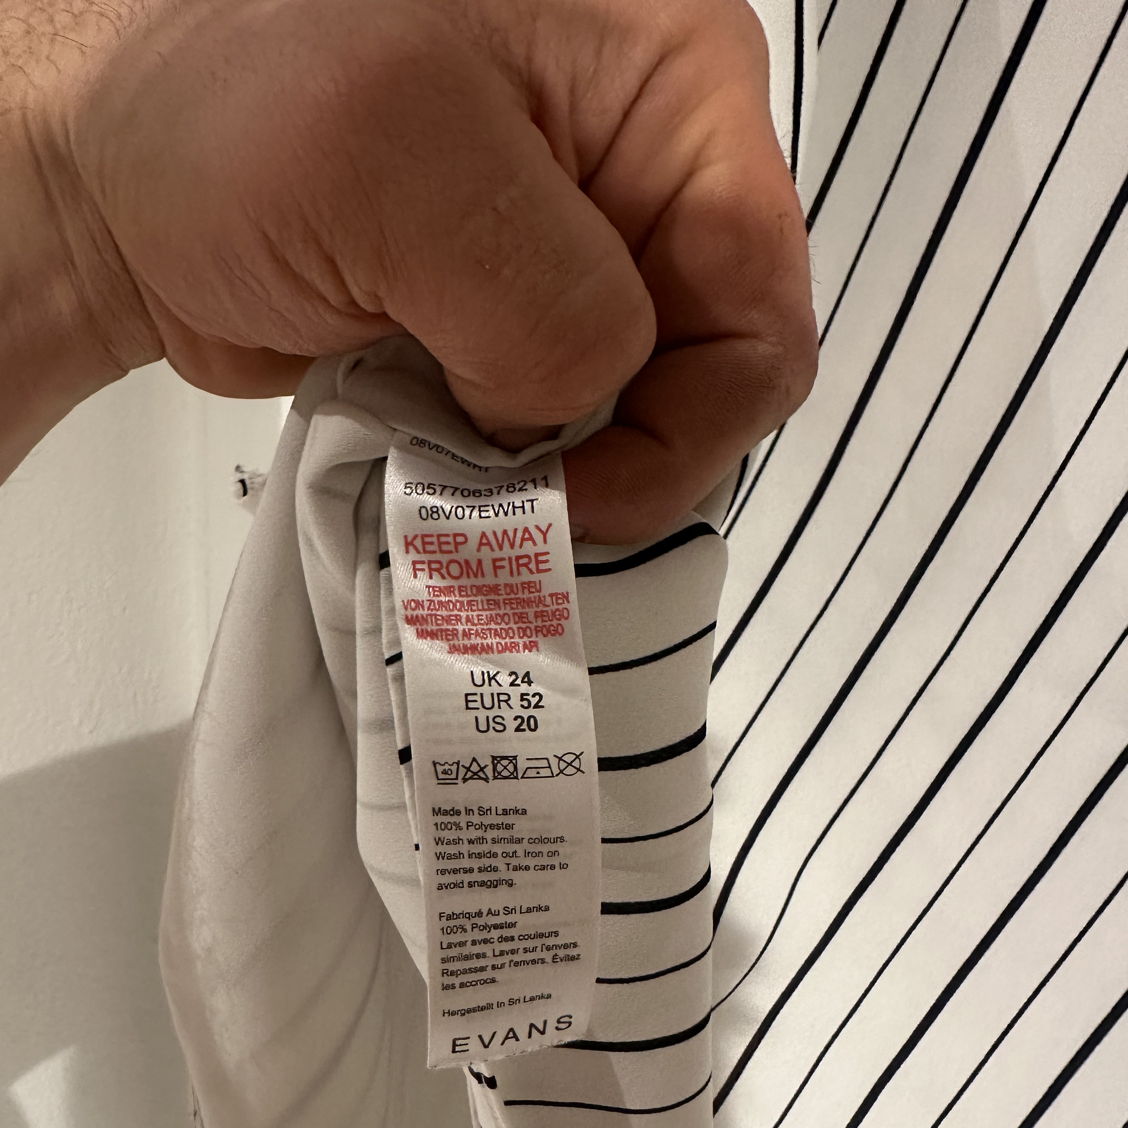 08V07EWHT
5057706378211
08V07EWHT
KEEP AWAY
FROM FIRE
TENIR ELOIGNE DU FEU
VON ZUNDQUELLEN FERNHALTEN
MANTENER ALEJADO DEL FEUGO
MANTER AFASTADO DO FOGO
JAUHKAN DARI API
UK 24
EUR 52
US 20
40
Made In Sri Lanka
100% Polyester
Wash with similar colours.
Wash inside out. Iron on
reverse side. Take care to
avoid snagging.
Fabriqué Au Sri Lanka
100% Polyester
Laver avec des couleurs
similaires. Laver sur l'envers.
Repasser sur l'envers. Évitez
les accrocs.
Hergestellt In Sri Lanka
EVANS